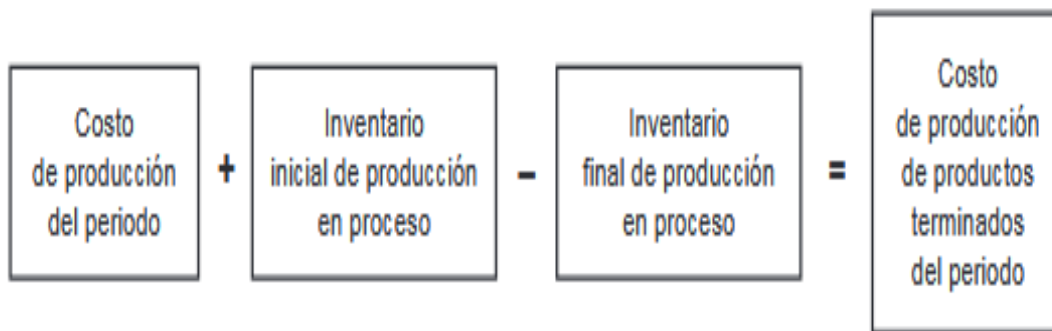 Costo
de producción
del periodo
+
Inventario
inicial de producción
en proceso
–
Inventario
final de producción
en proceso
=
Costo
de producción
de productos
terminados
del periodo